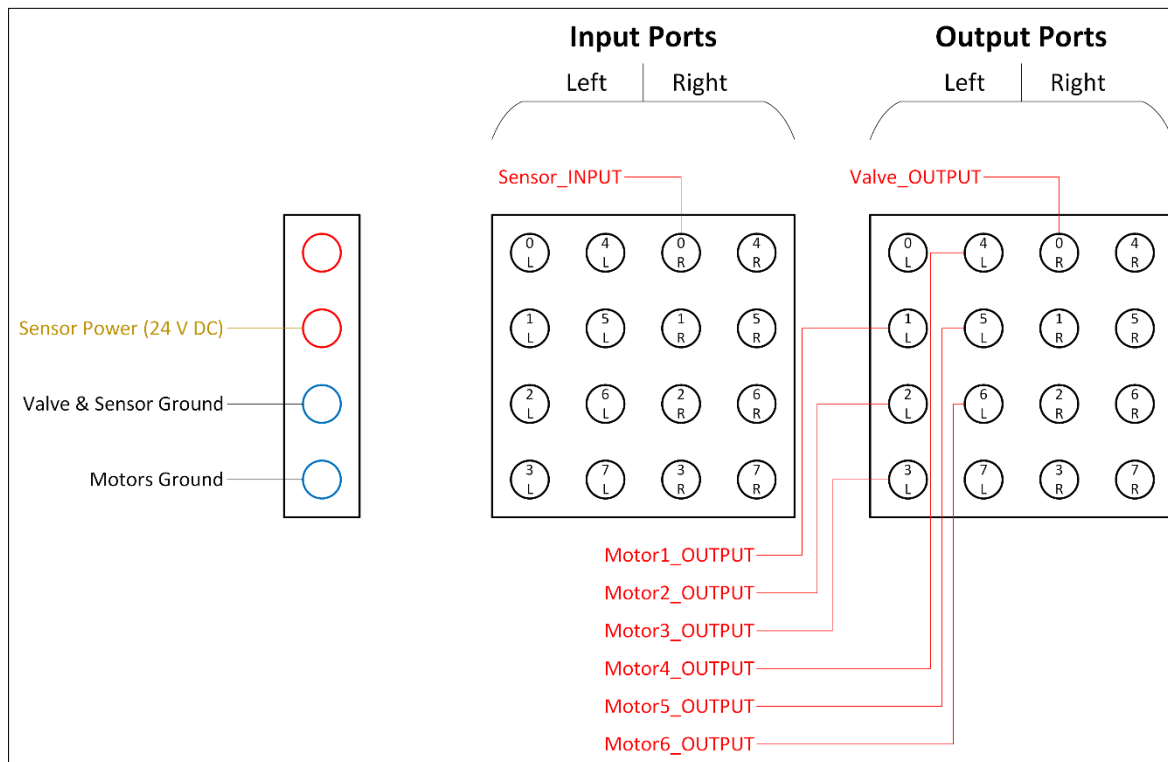 Input Ports
Output Ports
Left
Right
Left
Right
Sensor_INPUT
Valve_OUTPUT
0 4 0 4
L L R R
0 4 0 4
L L R R
Sensor Power (24 V DC)
1 5 1 5
L L R R
1 5 1 5
L L R R
Valve & Sensor Ground
2 6 2 6
L L R R
2 6 2 6
L L R R
Motors Ground
3 7 3 7
L L R R
3 7 3 7
L L R R
Motor1_OUTPUT
Motor2_OUTPUT
Motor3_OUTPUT
Motor4_OUTPUT
Motor5_OUTPUT
Motor6_OUTPUT